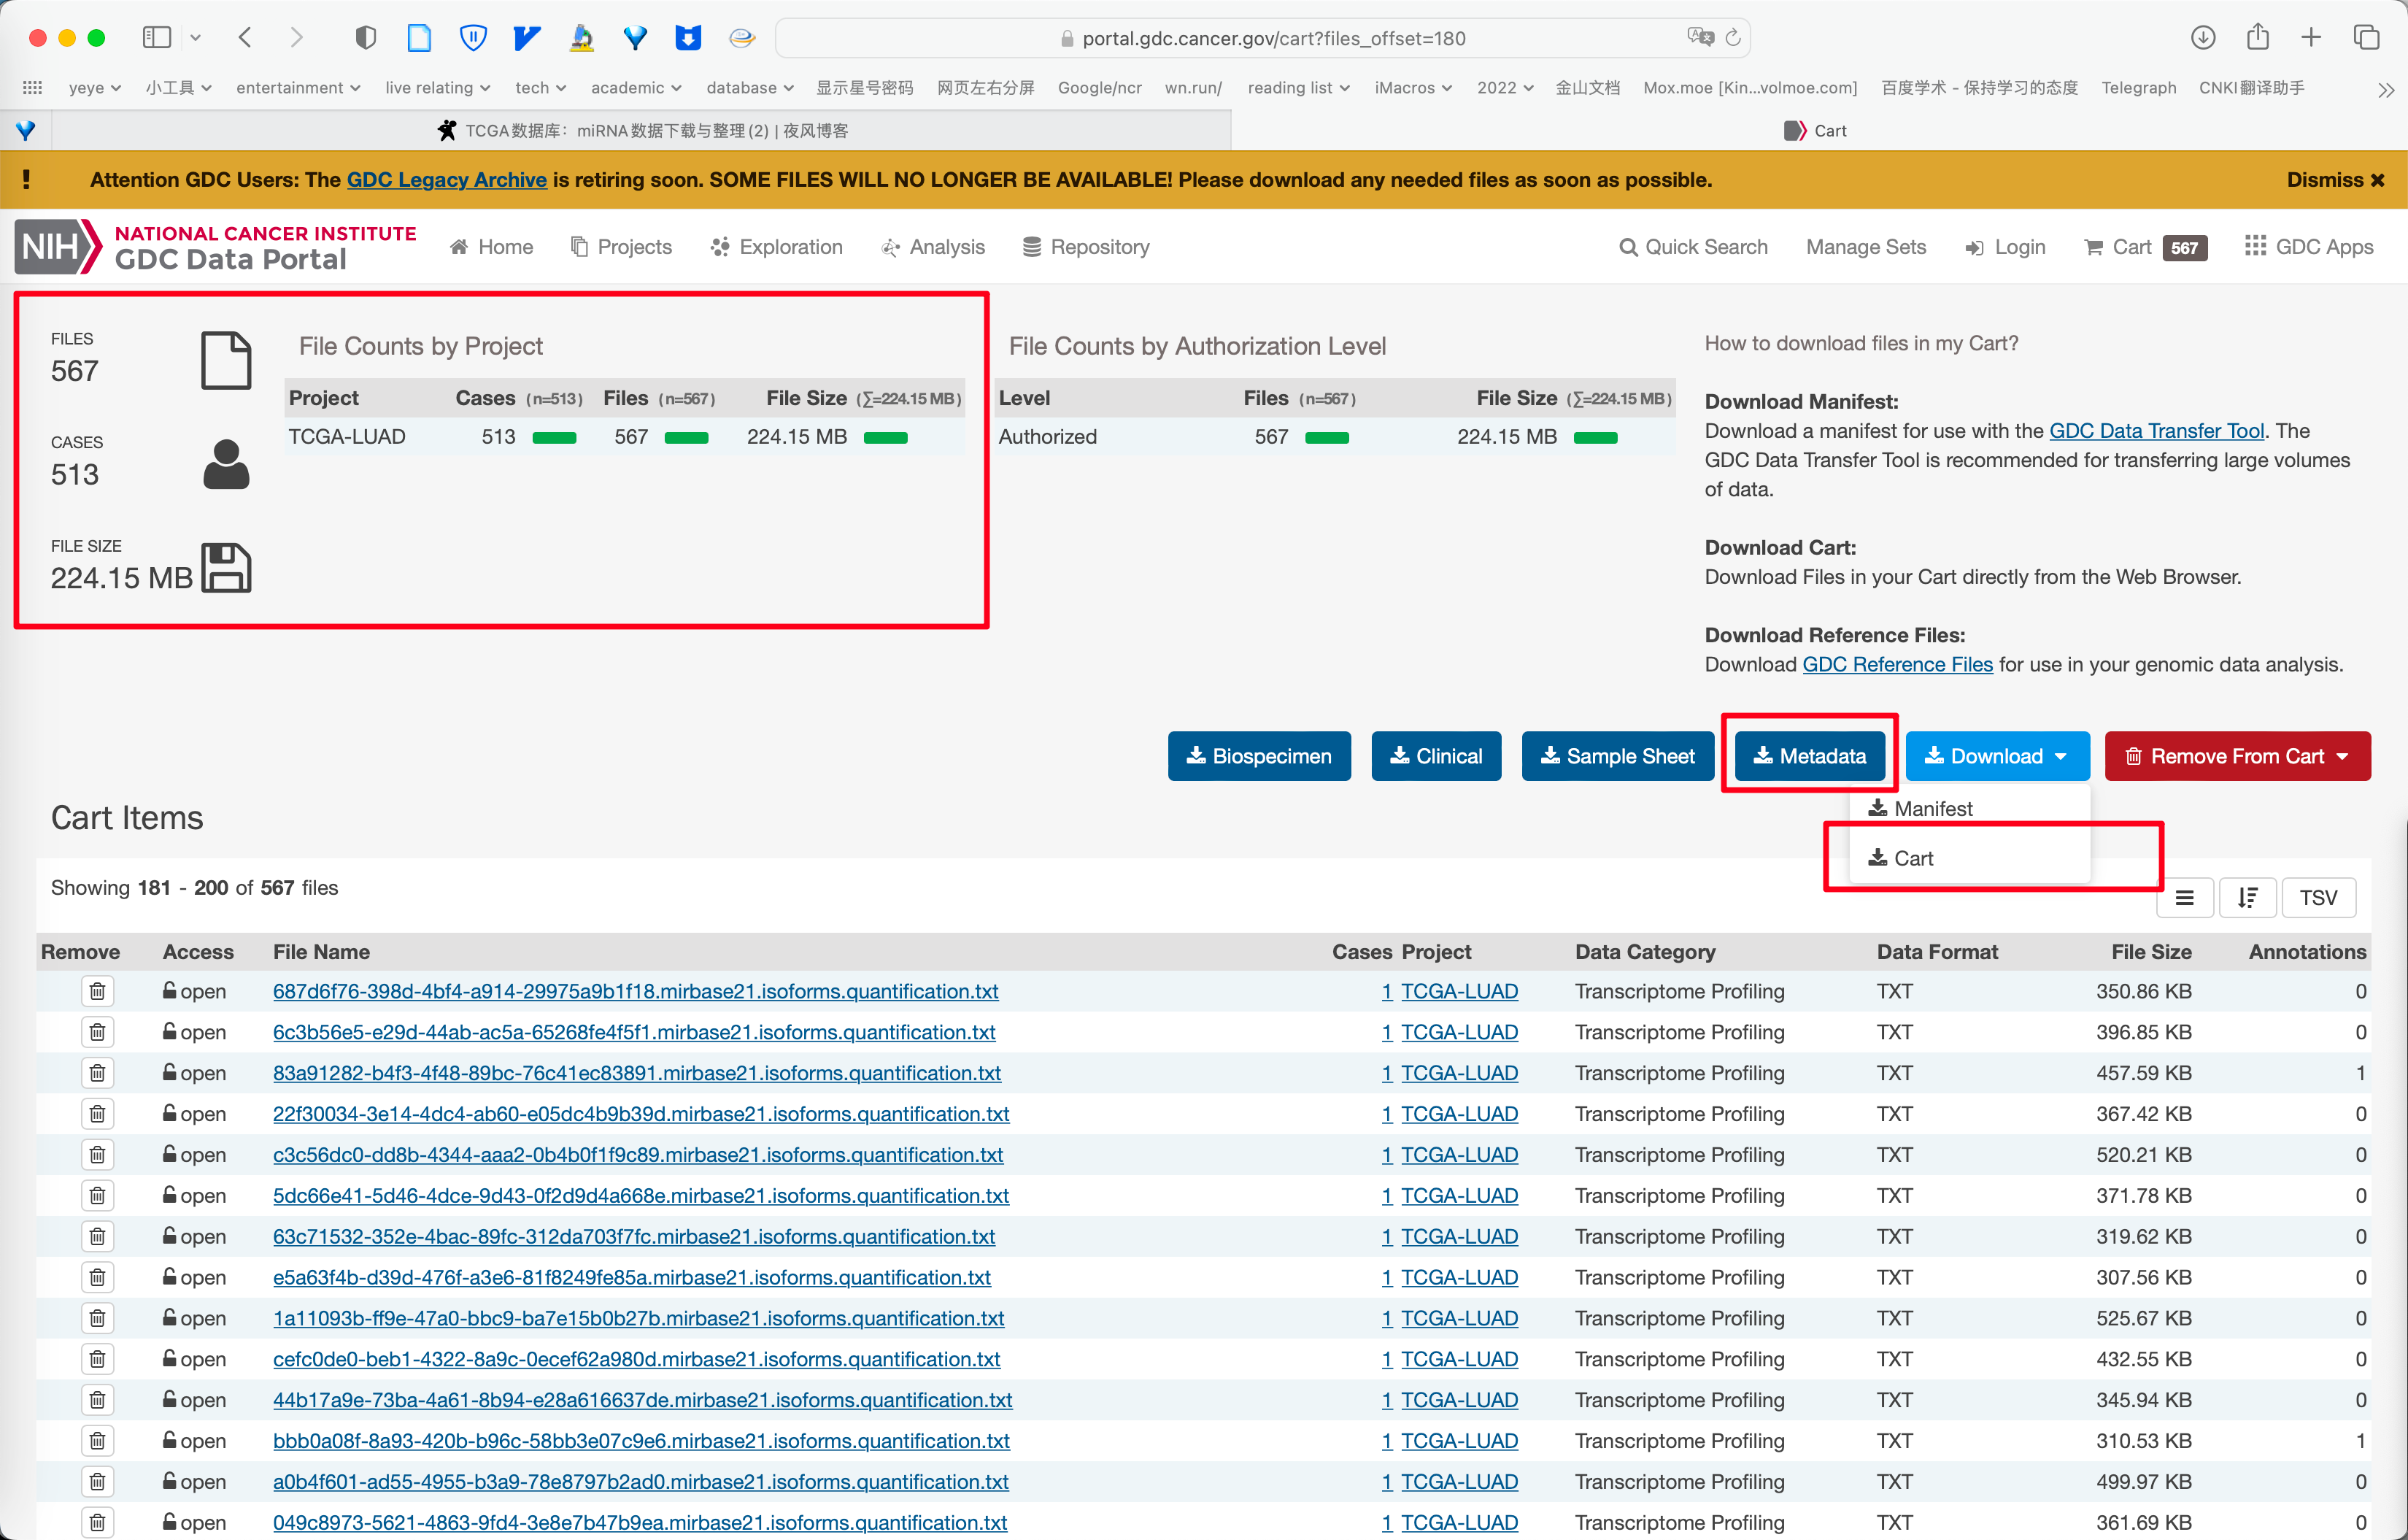 portal.gdc.cancer.gov/cart?files_offset=180
yeye 小工具 entertainment live relating tech academic database 显示星号密码 网页左右分屏 Google/ncr wn.run/ reading list iMacros 2022 金山文档 Mox.moe [Kin...volmoe.com] 百度学术 - 保持学习的态度 Telegraph CNKI翻译助手
TCGA数据库：miRNA数据下载与整理(2) | 夜风博客 Cart
Attention GDC Users: The GDC Legacy Archive is retiring soon. SOME FILES WILL NO LONGER BE AVAILABLE! Please download any needed files as soon as possible. Dismiss
NIH NATIONAL CANCER INSTITUTE
GDC Data Portal
Home Projects Exploration Analysis Repository Quick Search Manage Sets Login Cart 567 GDC Apps
FILES
567
CASES
513
FILE SIZE
224.15 MB
File Counts by Project
Project Cases (n=513) Files (n=567) File Size (∑=224.15 MB)
TCGA-LUAD 513 567 224.15 MB
File Counts by Authorization Level
Level Files (n=567) File Size (∑=224.15 MB)
Authorized 567 224.15 MB
How to download files in my Cart?
Download Manifest:
Download a manifest for use with the GDC Data Transfer Tool. The
GDC Data Transfer Tool is recommended for transferring large volumes
of data.
Download Cart:
Download Files in your Cart directly from the Web Browser.
Download Reference Files:
Download GDC Reference Files for use in your genomic data analysis.
Biospecimen Clinical Sample Sheet Metadata Download Remove From Cart
Manifest
Cart
Cart Items
Showing 181 - 200 of 567 files
TSV
Remove Access File Name Cases Project Data Category Data Format File Size Annotations
open 687d6f76-398d-4bf4-a914-29975a9b1f18.mirbase21.isoforms.quantification.txt 1 TCGA-LUAD Transcriptome Profiling TXT 350.86 KB 0
open 6c3b56e5-e29d-44ab-ac5a-65268fe4f5f1.mirbase21.isoforms.quantification.txt 1 TCGA-LUAD Transcriptome Profiling TXT 396.85 KB 0
open 83a91282-b4f3-4f48-89bc-76c41ec83891.mirbase21.isoforms.quantification.txt 1 TCGA-LUAD Transcriptome Profiling TXT 457.59 KB 1
open 22f30034-3e14-4dc4-ab60-e05dc4b9b39d.mirbase21.isoforms.quantification.txt 1 TCGA-LUAD Transcriptome Profiling TXT 367.42 KB 0
open c3c56dc0-dd8b-4344-aaa2-0b4b0f1f9c89.mirbase21.isoforms.quantification.txt 1 TCGA-LUAD Transcriptome Profiling TXT 520.21 KB 0
open 5dc66e41-5d46-4dce-9d43-0f2d9d4a668e.mirbase21.isoforms.quantification.txt 1 TCGA-LUAD Transcriptome Profiling TXT 371.78 KB 0
open 63c71532-352e-4bac-89fc-312da703f7fc.mirbase21.isoforms.quantification.txt 1 TCGA-LUAD Transcriptome Profiling TXT 319.62 KB 0
open e5a63f4b-d39d-476f-a3e6-81f8249fe85a.mirbase21.isoforms.quantification.txt 1 TCGA-LUAD Transcriptome Profiling TXT 307.56 KB 0
open 1a11093b-ff9e-47a0-bbc9-ba7e15b0b27b.mirbase21.isoforms.quantification.txt 1 TCGA-LUAD Transcriptome Profiling TXT 525.67 KB 0
open cefc0de0-beb1-4322-8a9c-0ecef62a980d.mirbase21.isoforms.quantification.txt 1 TCGA-LUAD Transcriptome Profiling TXT 432.55 KB 0
open 44b17a9e-73ba-4a61-8b94-e28a616637de.mirbase21.isoforms.quantification.txt 1 TCGA-LUAD Transcriptome Profiling TXT 345.94 KB 0
open bbb0a08f-8a93-420b-b96c-58bb3e07c9e6.mirbase21.isoforms.quantification.txt 1 TCGA-LUAD Transcriptome Profiling TXT 310.53 KB 1
open a0b4f601-ad55-4955-b3a9-78e8797b2ad0.mirbase21.isoforms.quantification.txt 1 TCGA-LUAD Transcriptome Profiling TXT 499.97 KB 0
open 049c8973-5621-4863-9fd4-3e8e7b47b9ea.mirbase21.isoforms.quantification.txt 1 TCGA-LUAD Transcriptome Profiling TXT 361.69 KB 0